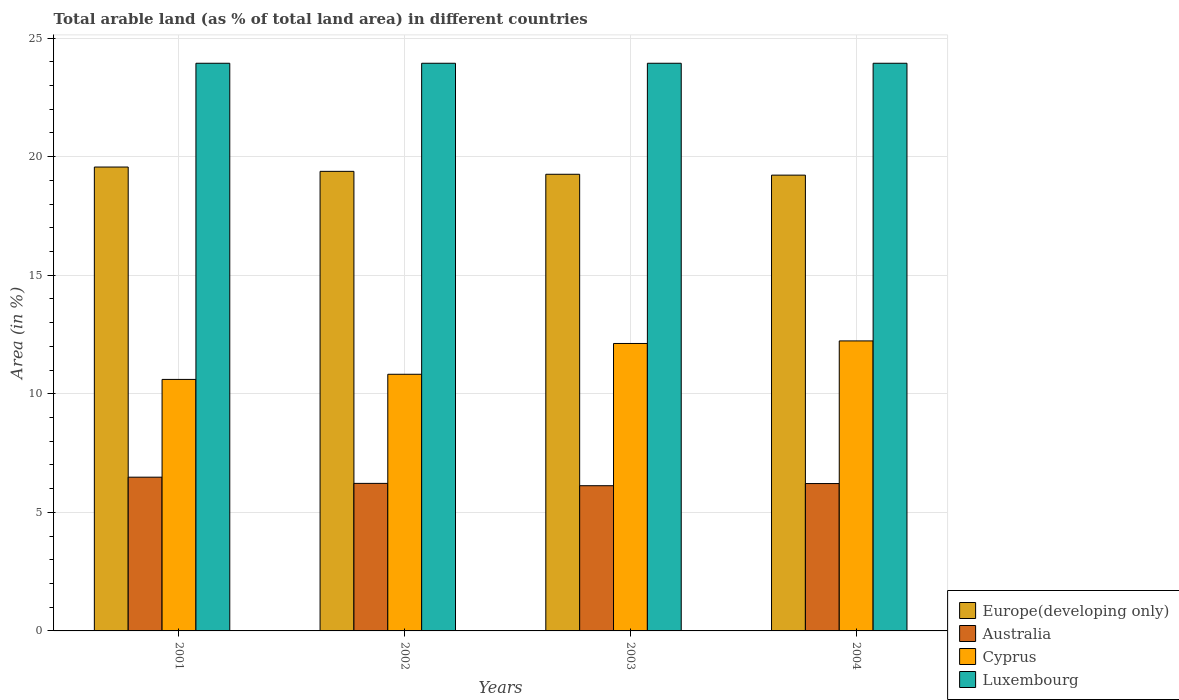 Total arable land (as % of total land area) in different countries
25
20
15
10
5
0
Area (in %)
2001
2002
2003
2004
Years
Europe(developing only)
Australia
Cyprus
Luxembourg